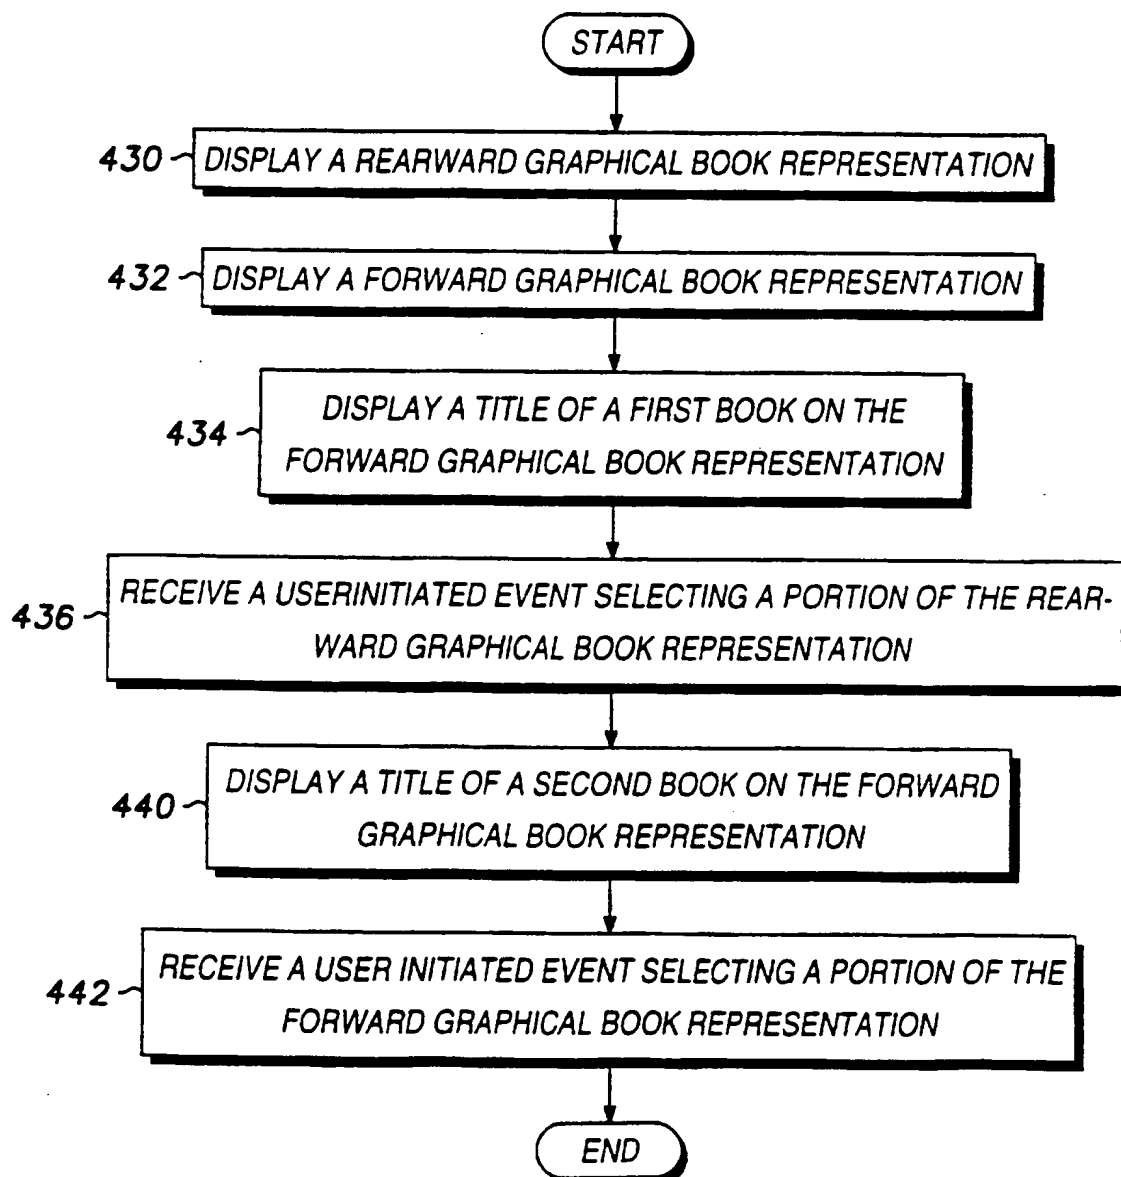 START
430 DISPLAY A REARWARD GRAPHICAL BOOK REPRESENTATION
432 DISPLAY A FORWARD GRAPHICAL BOOK REPRESENTATION
DISPLAY A TITLE OF A FIRST BOOK ON THE
434
FORWARD GRAPHICAL BOOK REPRESENTATION
RECEIVE A USERINITIATED EVENT SELECTING A PORTION OF THE REAR-
436
WARD GRAPHICAL BOOK REPRESENTATION
DISPLAY A TITLE OF A SECOND BOOK ON THE FORWARD
440
GRAPHICAL BOOK REPRESENTATION
RECEIVE A USER INITIATED EVENT SELECTING A PORTION OF THE
442
FORWARD GRAPHICAL BOOK REPRESENTATION
END